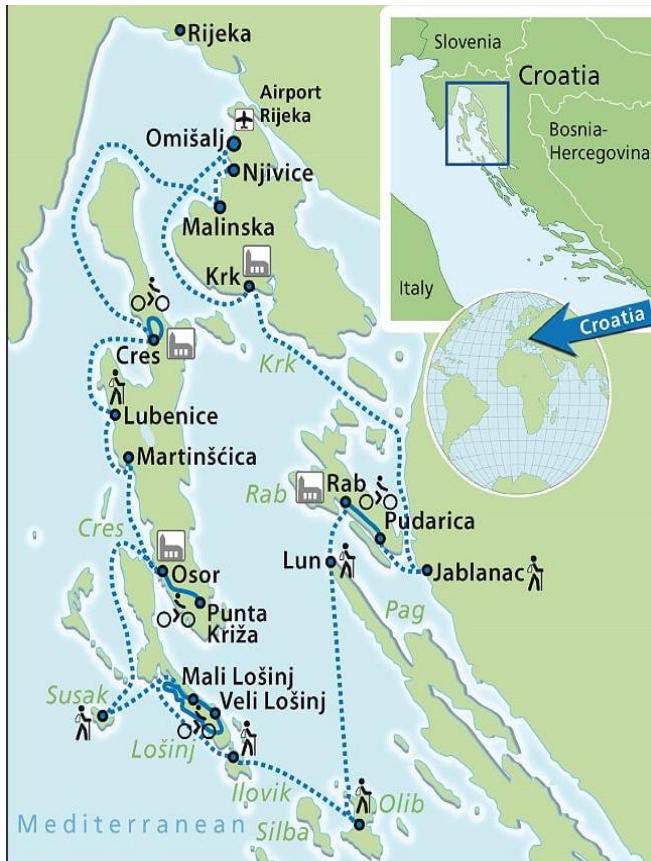 Rijeka
Airport
Rijeka
Omišalj
Njivice
Malinska
Krk
Krk
Cres
Lubenice
Martinšćica
Cres
Osor
Punta
Križa
Rab
Rab
Pudarica
Lun
Jablanac
Pag
Mali Lošinj
Veli Lošinj
Susak
Lošinj
Ilovik
Olib
Silba
Mediterranean
Slovenia
Croatia
Bosnia-
Hercegovina
Italy
Croatia